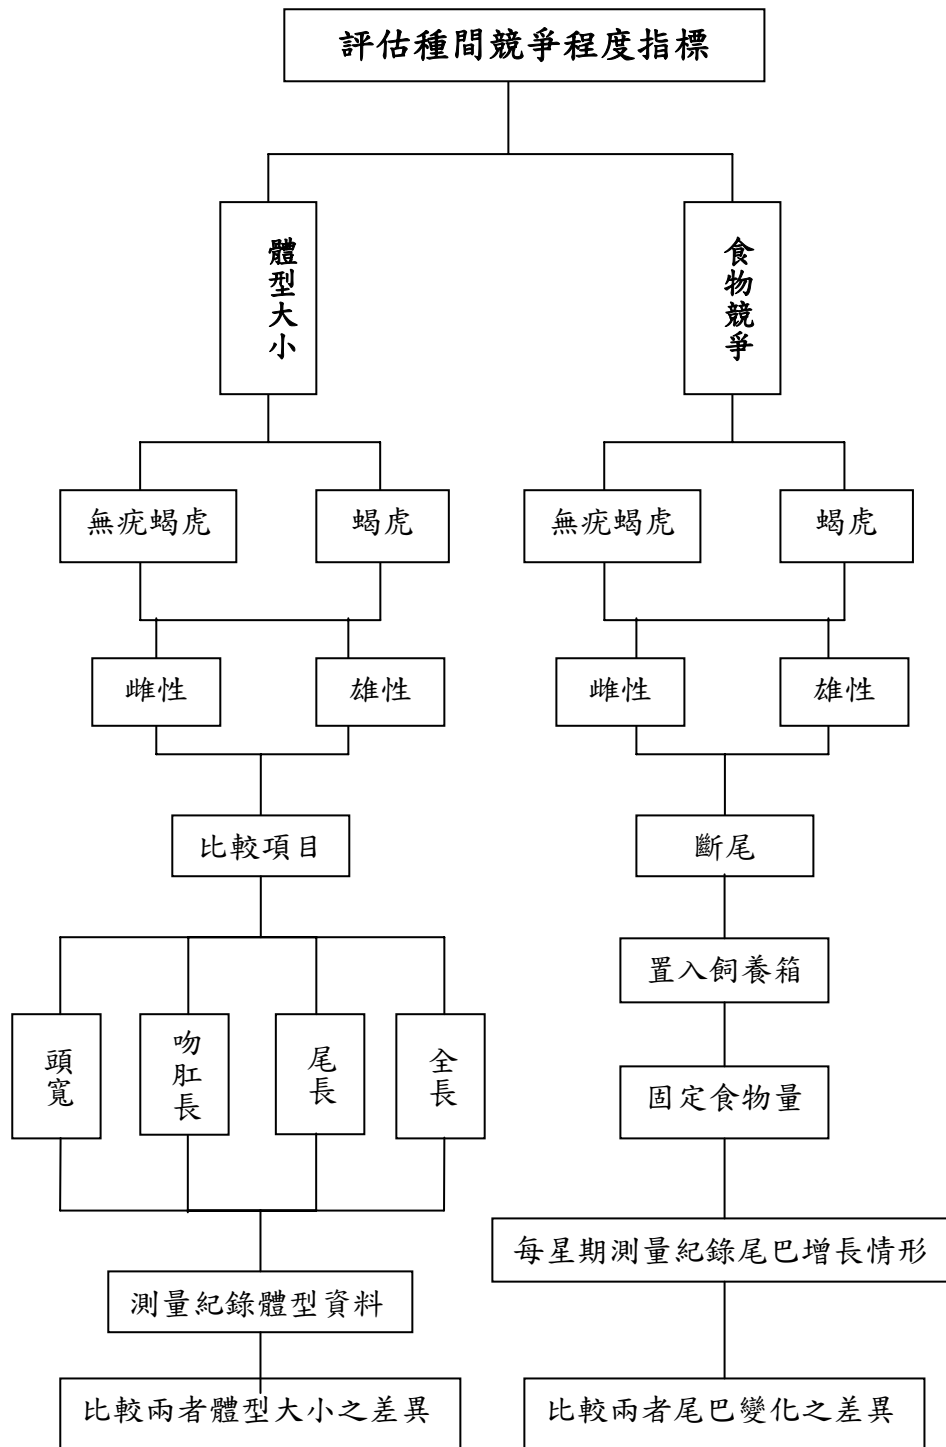 評估種間競爭程度指標
體型大小
食物競爭
無疣蝎虎
蝎虎
無疣蝎虎
蝎虎
雌性
雄性
雌性
雄性
比較項目
斷尾
置入飼養箱
頭寬
吻肛長
尾長
全長
固定食物量
每星期測量紀錄尾巴增長情形
測量紀錄體型資料
比較兩者體型大小之差異
比較兩者尾巴變化之差異